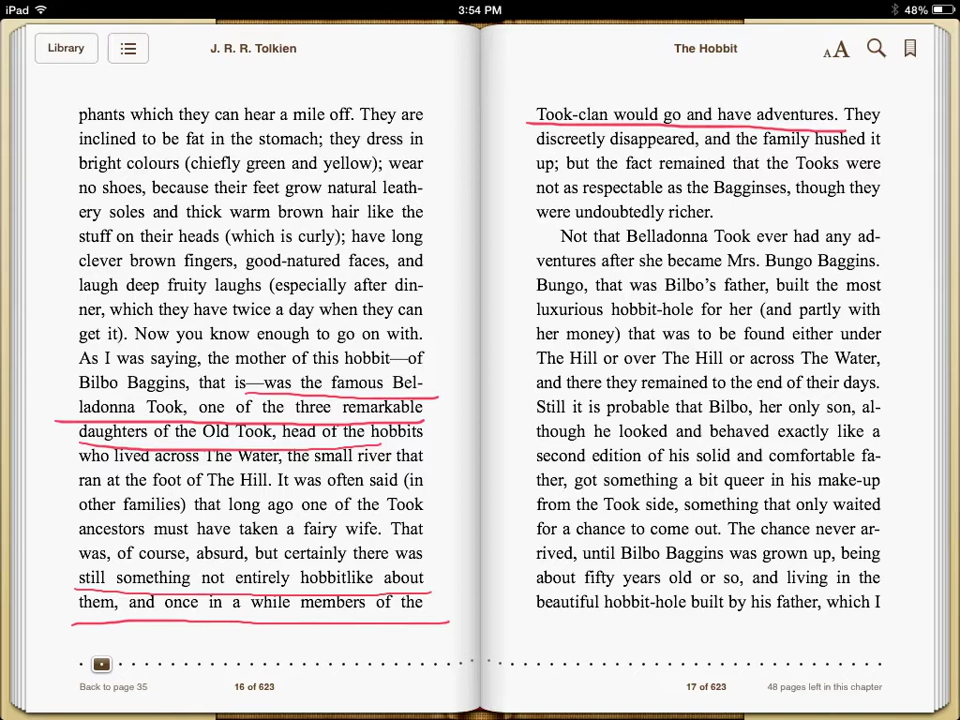 iPad
3:54 PM
48%
Library
J. R. R. Tolkien
The Hobbit
AA
phants which they can hear a mile off. They are
inclined to be fat in the stomach; they dress in
bright colours (chiefly green and yellow); wear
no shoes, because their feet grow natural leath-
ery soles and thick warm brown hair like the
stuff on their heads (which is curly); have long
clever brown fingers, good-natured faces, and
laugh deep fruity laughs (especially after din-
ner, which they have twice a day when they can
get it). Now you know enough to go on with.
As I was saying, the mother of this hobbit—of
Bilbo Baggins, that is—was the famous Bel-
ladonna Took, one of the three remarkable
daughters of the Old Took, head of the hobbits
who lived across The Water, the small river that
ran at the foot of The Hill. It was often said (in
other families) that long ago one of the Took
ancestors must have taken a fairy wife. That
was, of course, absurd, but certainly there was
still something not entirely hobbitlike about
them, and once in a while members of the
Back to page 35
16 of 623
Took-clan would go and have adventures. They
discreetly disappeared, and the family hushed it
up; but the fact remained that the Tooks were
not as respectable as the Bagginses, though they
were undoubtedly richer.
Not that Belladonna Took ever had any ad-
ventures after she became Mrs. Bungo Baggins.
Bungo, that was Bilbo's father, built the most
luxurious hobbit-hole for her (and partly with
her money) that was to be found either under
The Hill or over The Hill or across The Water,
and there they remained to the end of their days.
Still it is probable that Bilbo, her only son, al-
though he looked and behaved exactly like a
second edition of his solid and comfortable fa-
ther, got something a bit queer in his make-up
from the Took side, something that only waited
for a chance to come out. The chance never ar-
rived, until Bilbo Baggins was grown up, being
about fifty years old or so, and living in the
beautiful hobbit-hole built by his father, which I
17 of 623
48 pages left in this chapter